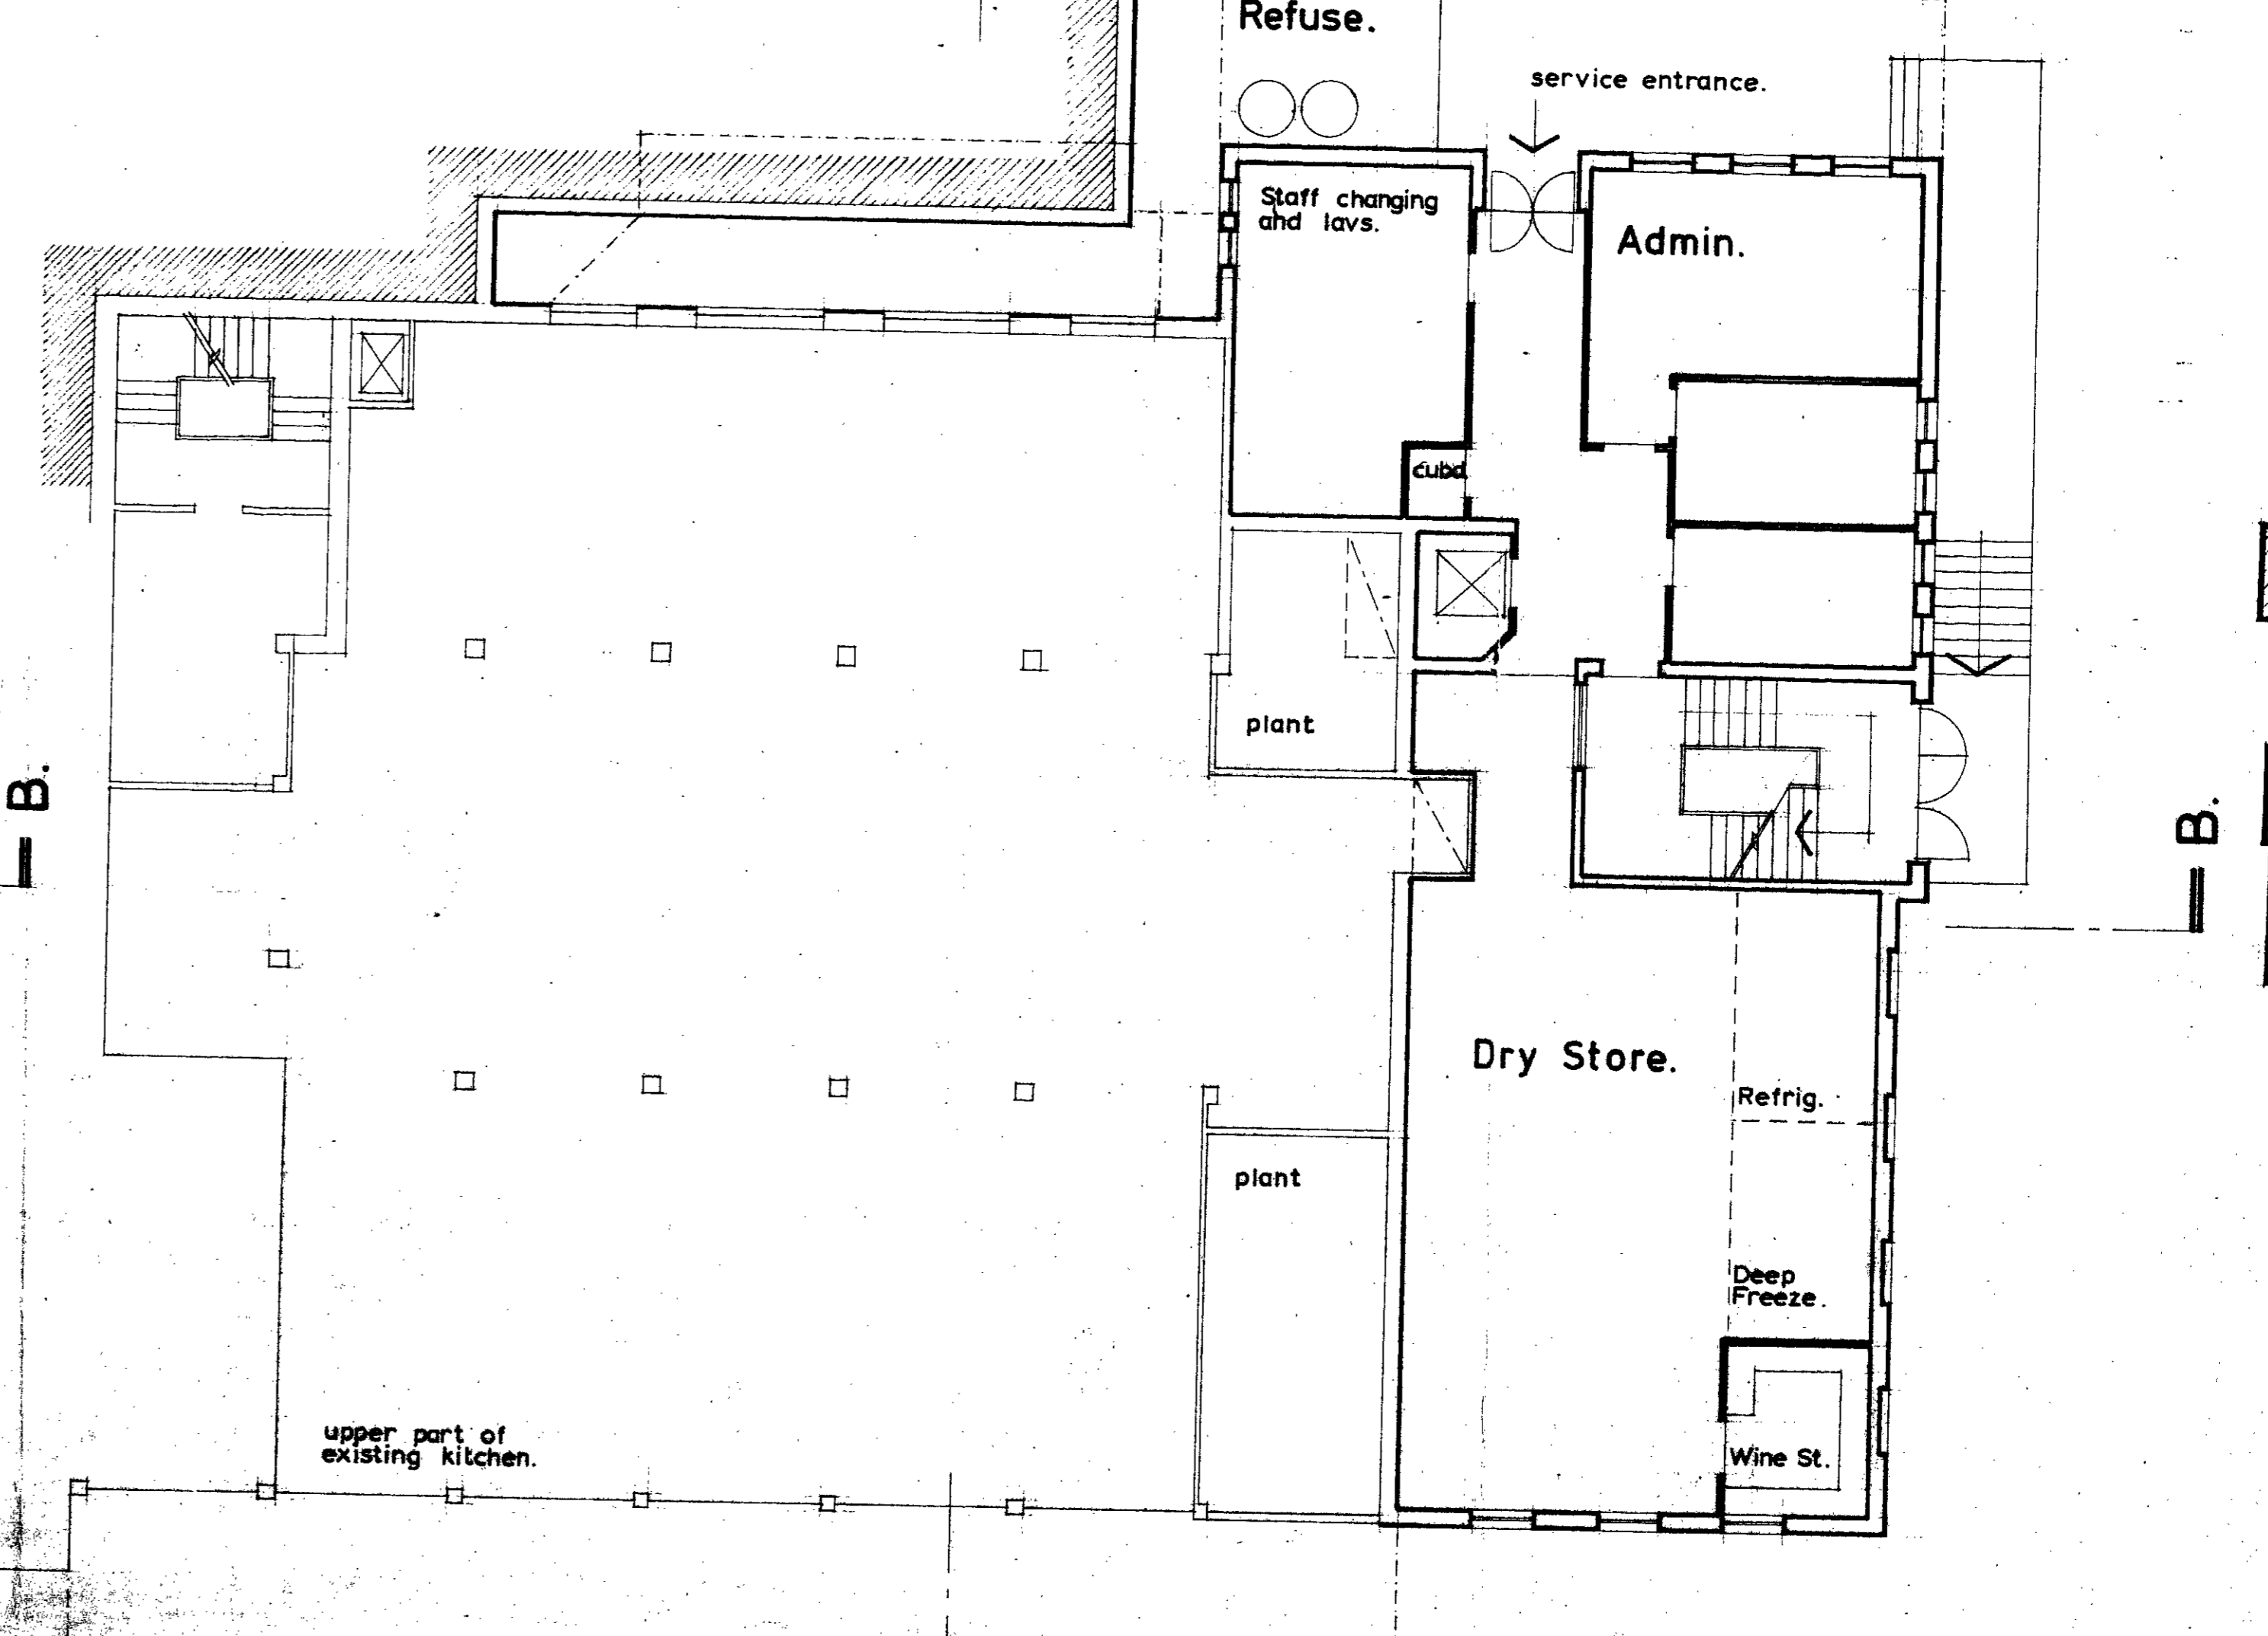 Refuse.
service entrance.
Staff changing
and lavs.
Admin.
cubd
plant
B.
B.
Dry Store.
Refrig.
plant
Deep
Freeze.
upper part of
existing kitchen.
Wine St.